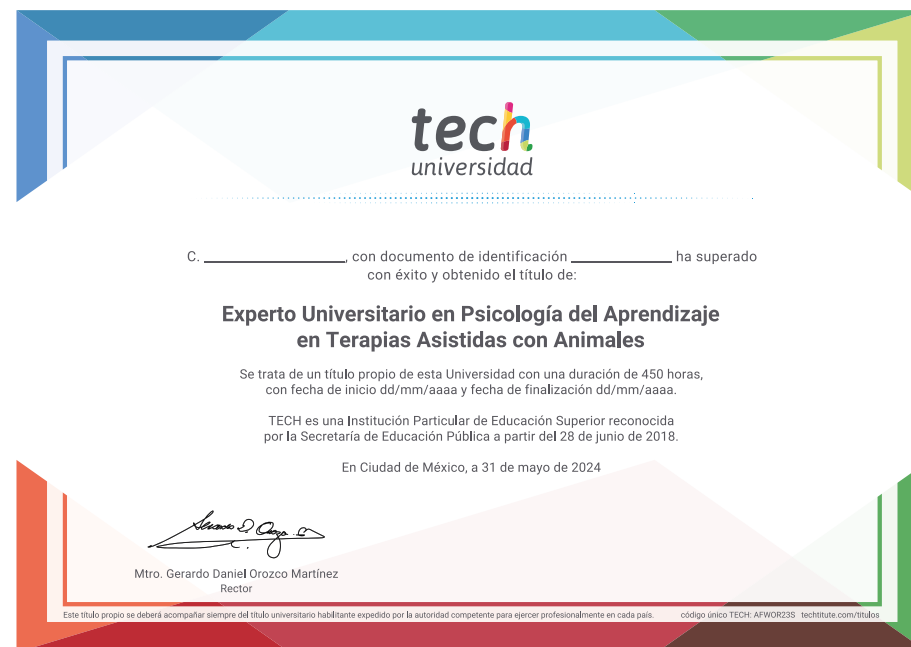 tech
universidad
C. ____________, con documento de identificación ____________ ha superado
con éxito y obtenido el título de:
Experto Universitario en Psicología del Aprendizaje
en Terapias Asistidas con Animales
Se trata de un título propio de esta Universidad con una duración de 450 horas,
con fecha de inicio dd/mm/aaaa y fecha de finalización dd/mm/aaaa.
TECH es una Institución Particular de Educación Superior reconocida
por la Secretaría de Educación Pública a partir del 28 de junio de 2018.
En Ciudad de México, a 31 de mayo de 2024
Mtro. Gerardo Daniel Orozco Martínez
Rector
Este título propio se deberá acompañar siempre del título universitario habilitante expedido por la autoridad competente para ejercer profesionalmente en cada país. código único TECH: AFWOR23S techtitute.com/titulos